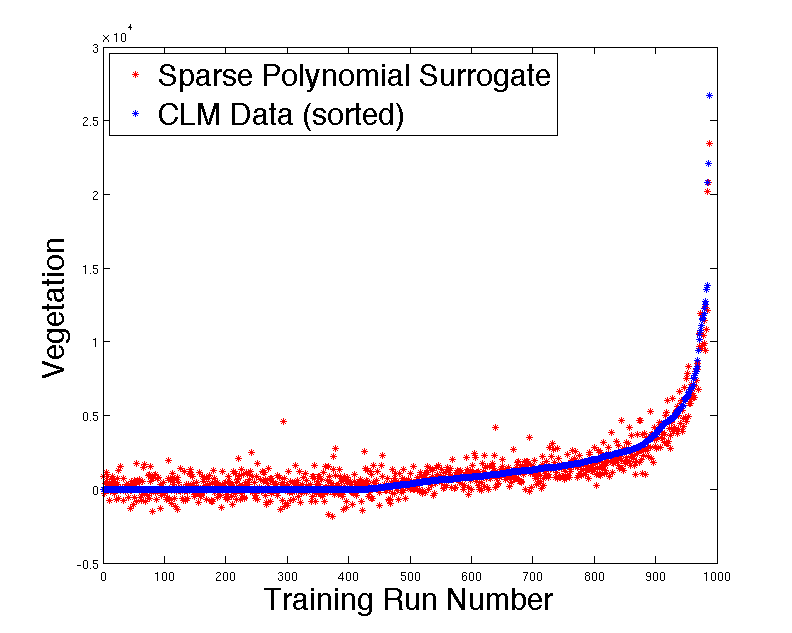 ×10⁴
3
Sparse Polynomial Surrogate
CLM Data (sorted)
2.5
2
1.5
1
0.5
0
-0.5
Vegetation
0 100 200 300 400 500 600 700 800 900 1000
Training Run Number